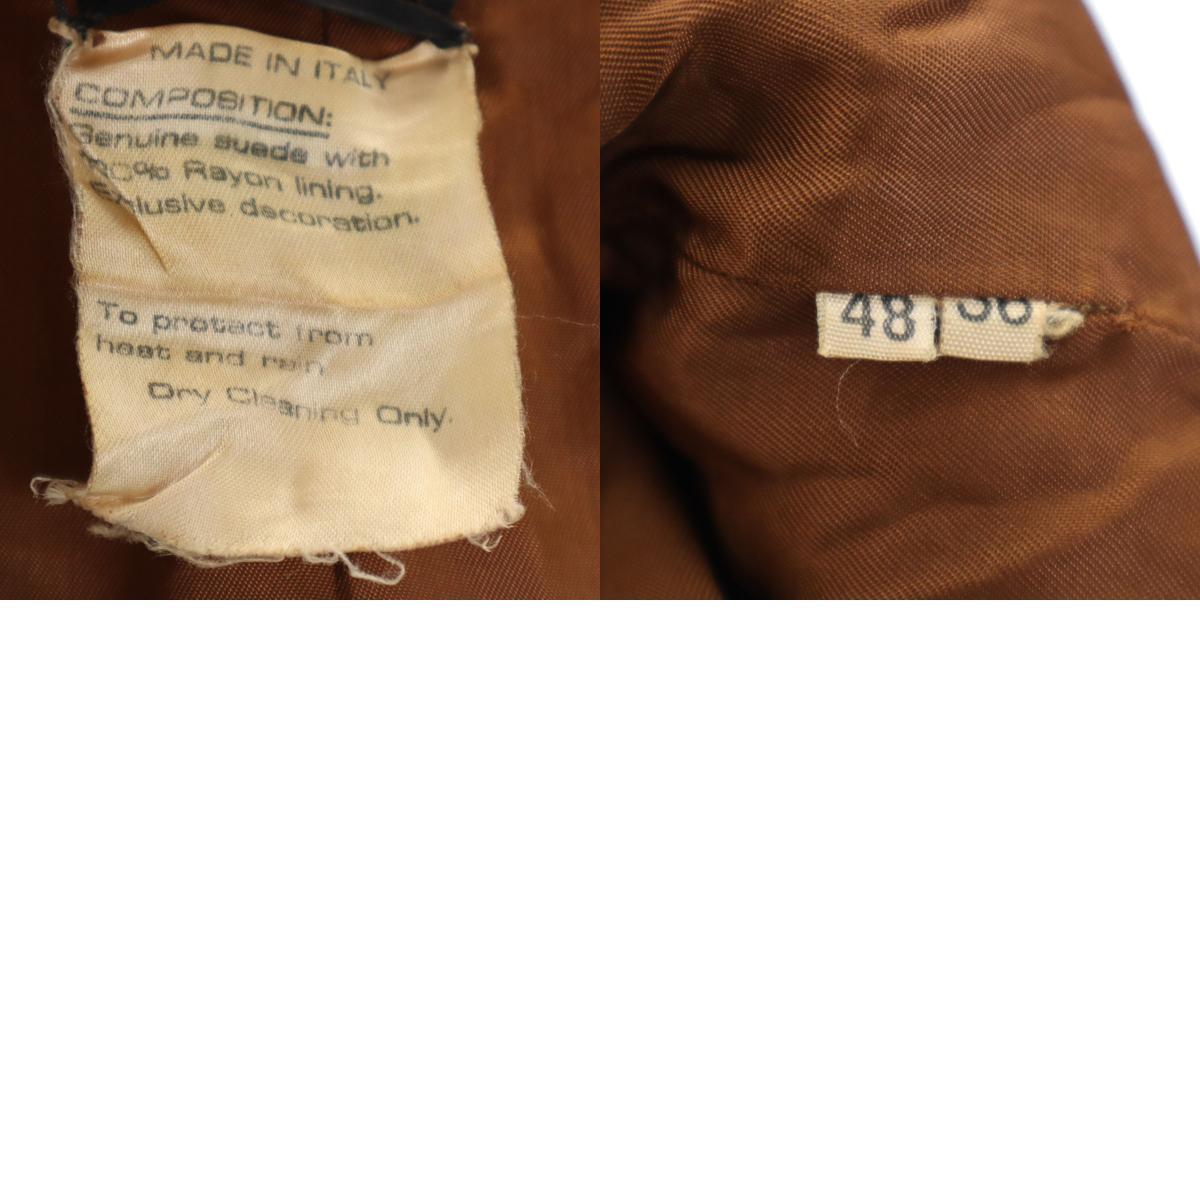 MADE IN ITALY
COMPOSITION:
Genuine suede with
Rayon lining.
Exclusive decoration.
To protect from
heat and rain
Dry Cleaning Only.
48